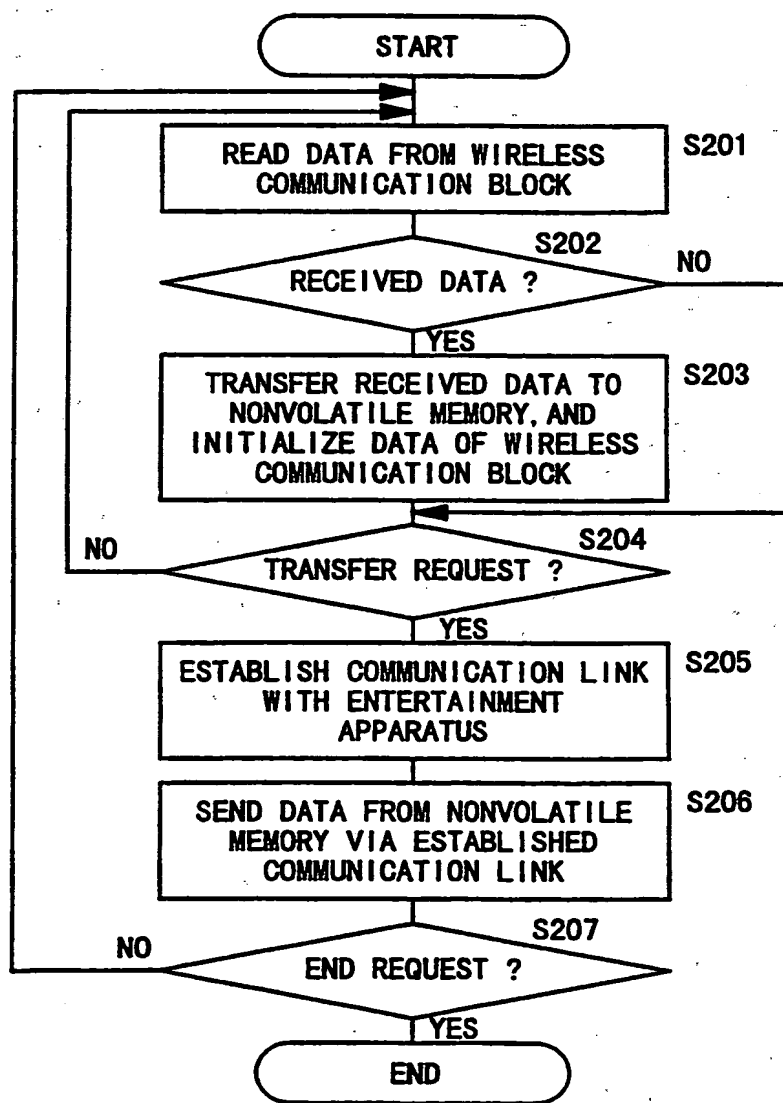 START
READ DATA FROM WIRELESS
COMMUNICATION BLOCK
S201
S202
RECEIVED DATA ?
NO
YES
TRANSFER RECEIVED DATA TO
NONVOLATILE MEMORY, AND
INITIALIZE DATA OF WIRELESS
COMMUNICATION BLOCK
S203
S204
NO
TRANSFER REQUEST ?
YES
ESTABLISH COMMUNICATION LINK
WITH ENTERTAINMENT
APPARATUS
S205
SEND DATA FROM NONVOLATILE
MEMORY VIA ESTABLISHED
COMMUNICATION LINK
S206
S207
NO
END REQUEST ?
YES
END